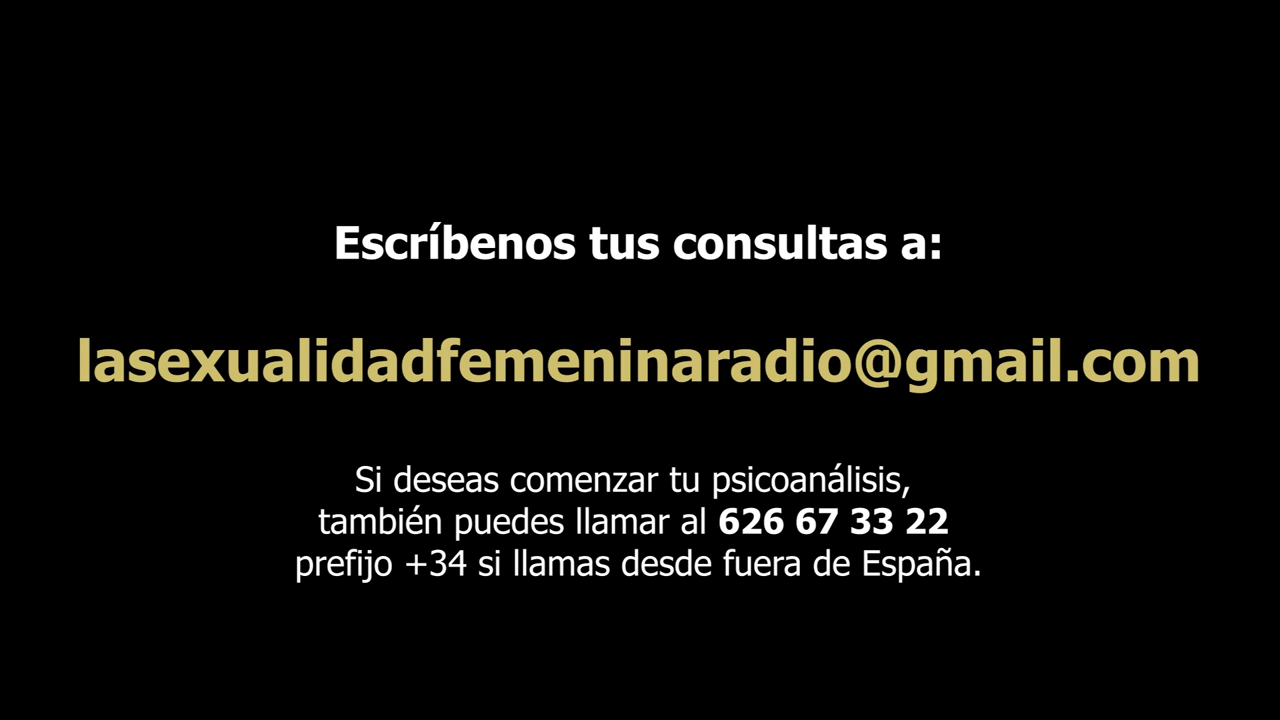 Escríbenos tus consultas a:
lasexualidadfemeninaradio@gmail.com
Si deseas comenzar tu psicoanálisis,
también puedes llamar al 626 67 33 22
prefijo +34 si llamas desde fuera de España.